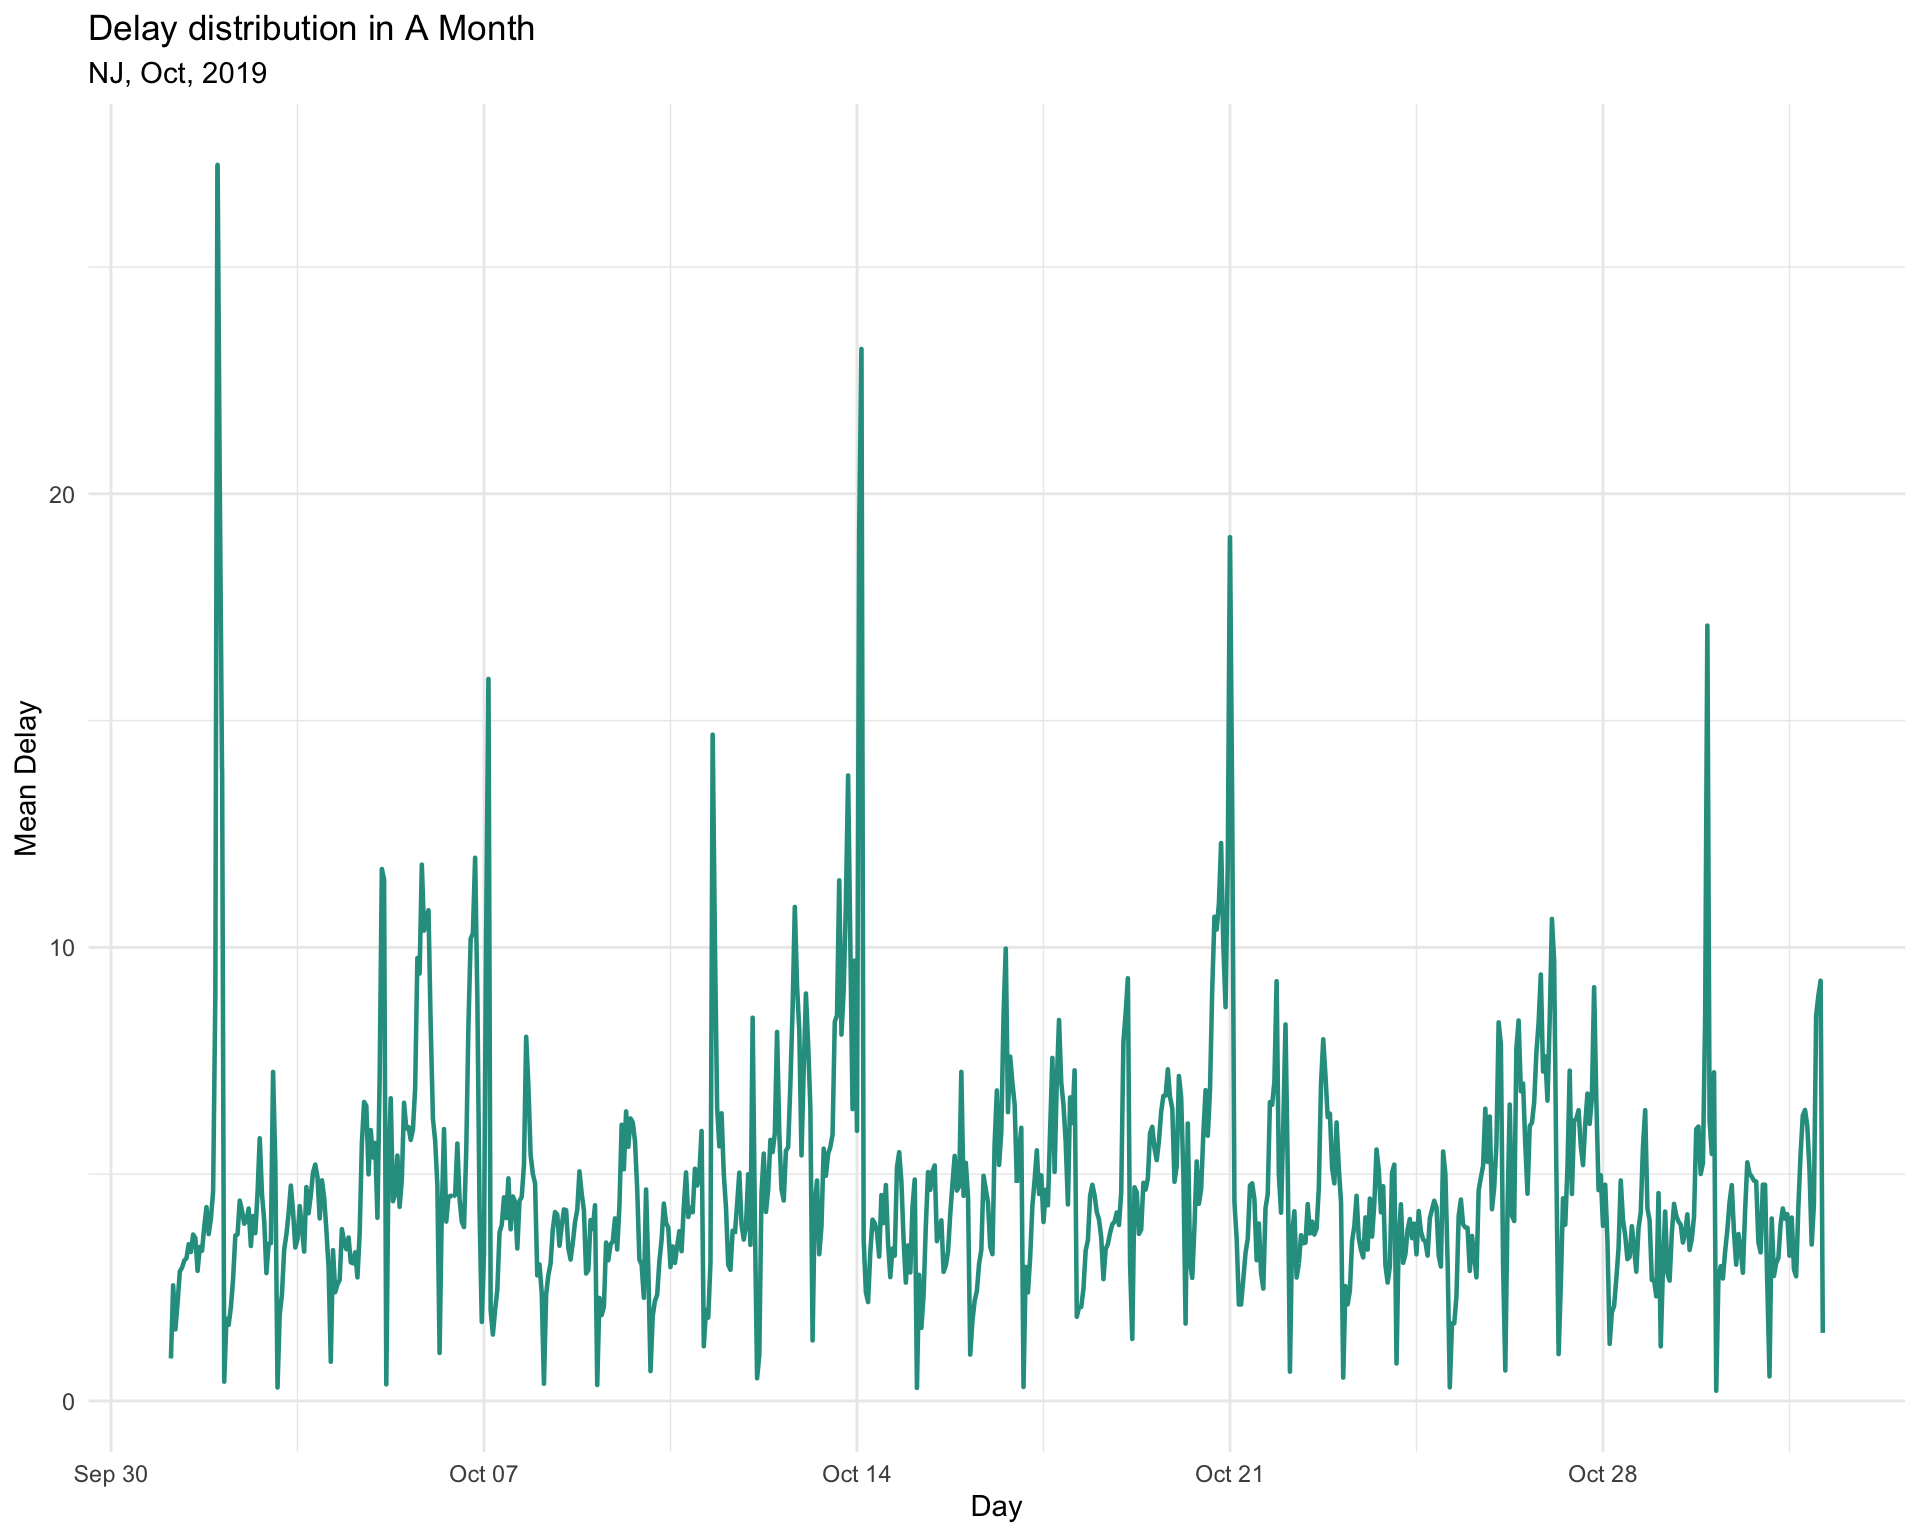 Delay distribution in A Month
NJ, Oct, 2019
20
10
0
Mean Delay
Sep 30
Oct 07
Oct 14
Oct 21
Oct 28
Day